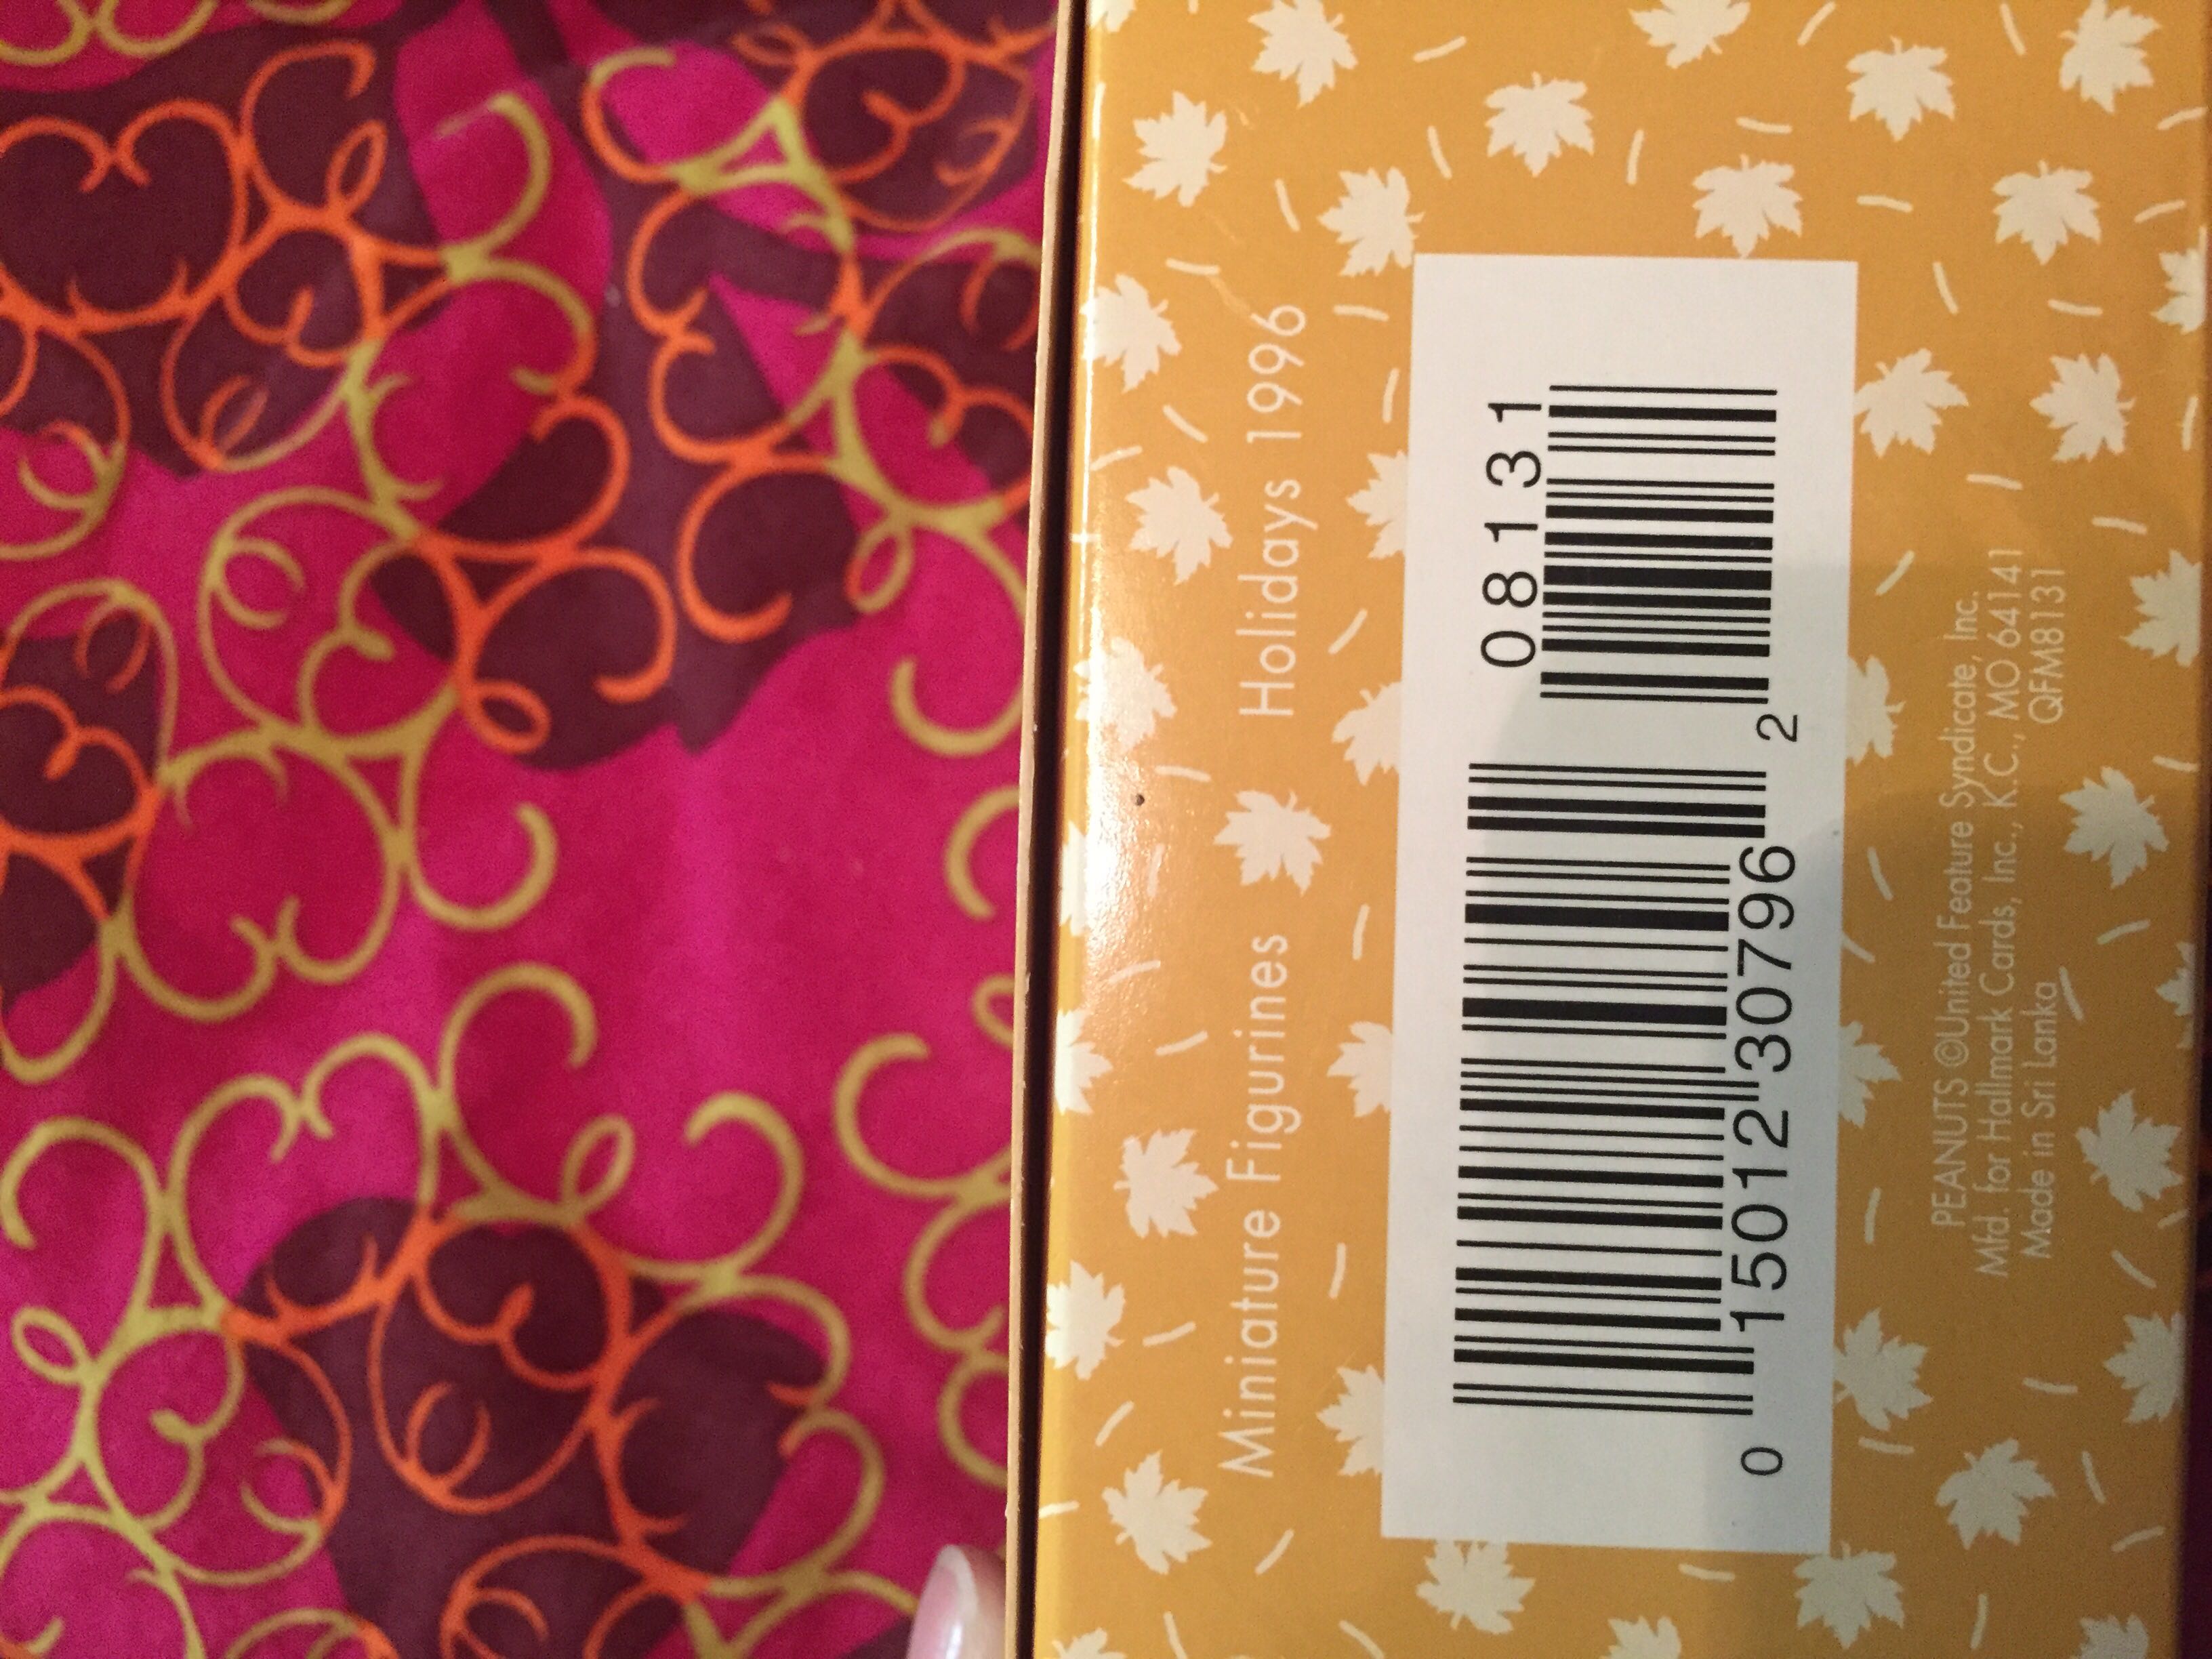 Miniature Figurines Holidays 1996
08131
0 15012 30796 2
PEANUTS ©United Feature Syndicate, Inc.
Mfd. for Hallmark Cards, Inc., K.C., MO 64141
Made in Sri Lanka QFM8131